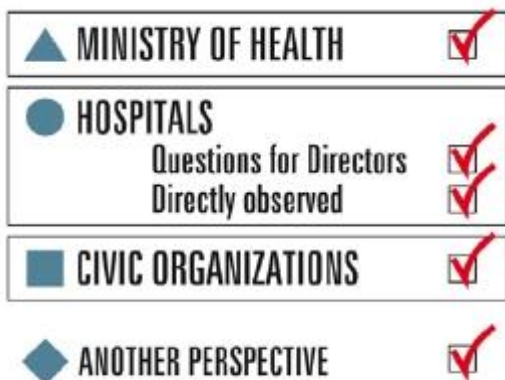 MINISTRY OF HEALTH
HOSPITALS
Questions for Directors
Directly observed
CIVIC ORGANIZATIONS
ANOTHER PERSPECTIVE